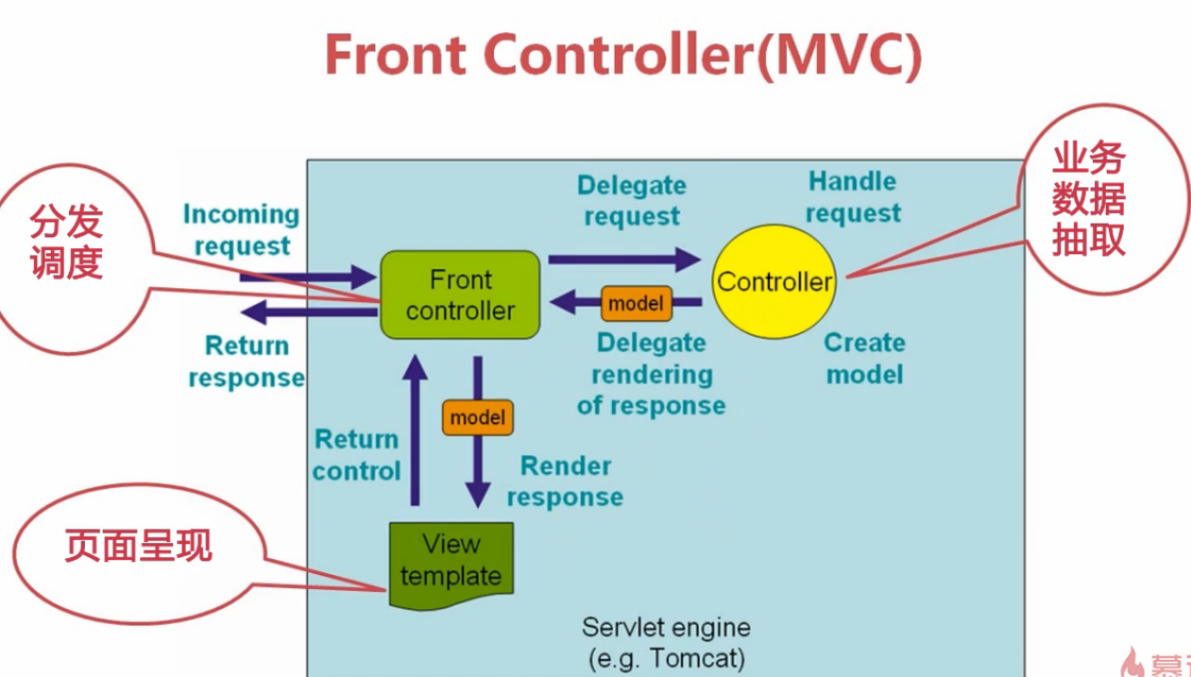 Front Controller(MVC)
分发
调度
Incoming
request
Return
response
Front
controller
Delegate
request
Handle
request
业务
数据
抽取
Controller
model
Delegate
rendering
of response
Create
model
model
Return
control
Render
response
页面呈现
View
template
Servlet engine
(e.g. Tomcat)